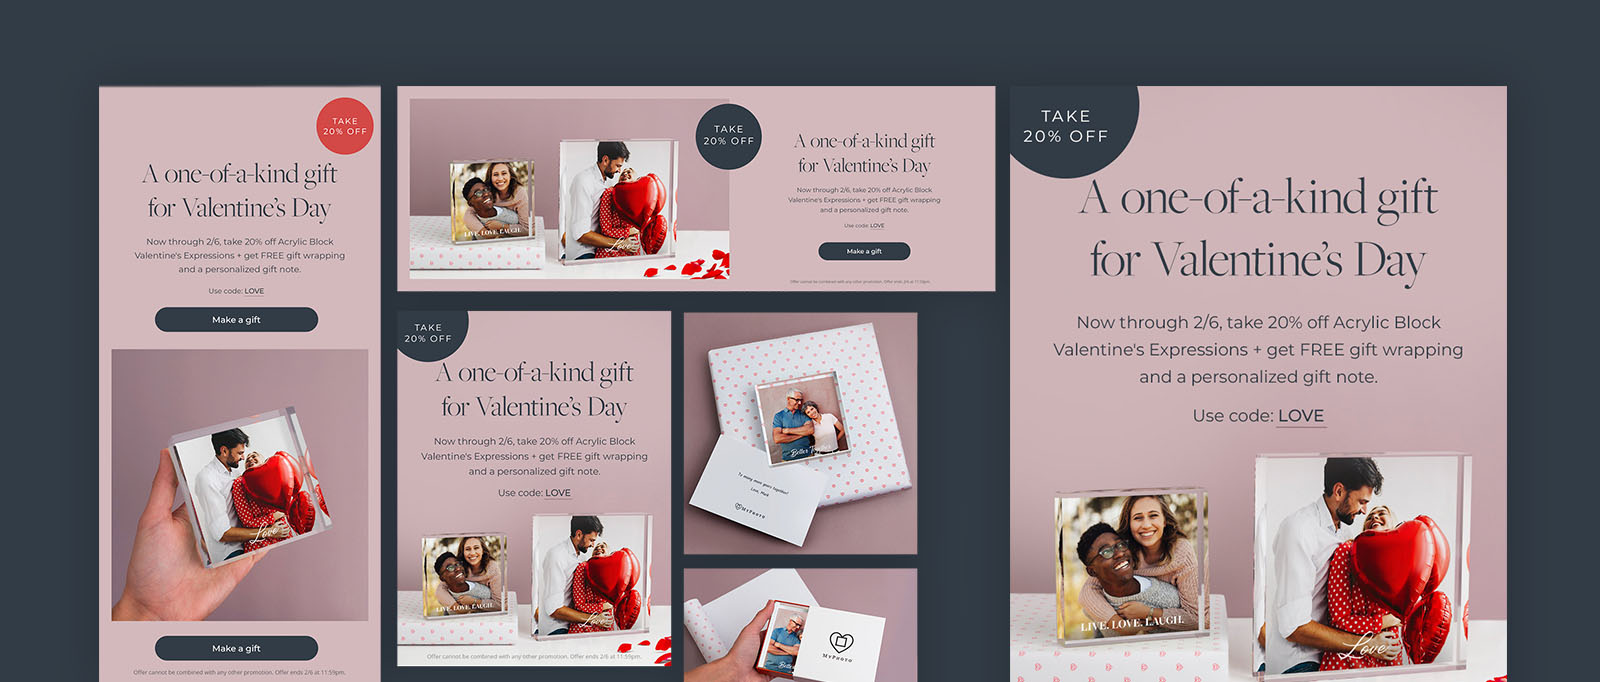 TAKE
20% OFF
A one-of-a-kind gift
for Valentine's Day
Now through 2/6, take 20% off Acrylic Block
Valentine's Expressions + get FREE gift wrapping
and a personalized gift note.
Use code: LOVE
Make a gift
Love
Make a gift
Offer cannot be combined with any other promotion. Offer ends 2/6 at 11:59pm.
LIVE. LOVE. LAUGH.
Love
TAKE
20% OFF
A one-of-a-kind gift
for Valentine's Day
Now through 2/6, take 20% off Acrylic Block
Valentine's Expressions + get FREE gift wrapping
and a personalized gift note.
Use code: LOVE
Make a gift
Offer cannot be combined with any other promotion. Offer ends 2/6 at 11:59pm.
TAKE
20% OFF
A one-of-a-kind gift
for Valentine's Day
Now through 2/6, take 20% off Acrylic Block
Valentine's Expressions + get FREE gift wrapping
and a personalized gift note.
Use code: LOVE
LIVE. LOVE. LAUGH.
Love
Offer cannot be combined with any other promotion. Offer ends 2/6 at 11:59pm.
Better Together
To many more years together!
Love, Mark
MYPHOTO
Better
MYPHOTO
TAKE
20% OFF
A one-of-a-kind gift
for Valentine's Day
Now through 2/6, take 20% off Acrylic Block
Valentine's Expressions + get FREE gift wrapping
and a personalized gift note.
Use code: LOVE
LIVE. LOVE. LAUGH.
Love